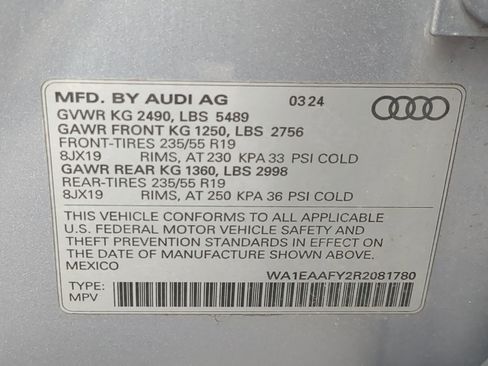 MFD. BY AUDI AG 03 24
GVWR KG 2490, LBS 5489
GAWR FRONT KG 1250, LBS 2756
FRONT-TIRES 235/55 R19
8JX19 RIMS, AT 230 KPA 33 PSI COLD
GAWR REAR KG 1360, LBS 2998
REAR-TIRES 235/55 R19
8JX19 RIMS, AT 250 KPA 36 PSI COLD
THIS VEHICLE CONFORMS TO ALL APPLICABLE
U.S. FEDERAL MOTOR VEHICLE SAFETY AND
THEFT PREVENTION STANDARDS IN EFFECT ON
THE DATE OF MANUFACTURE SHOWN ABOVE.
MEXICO
WA1EAAFY2R2081780
TYPE:
MPV